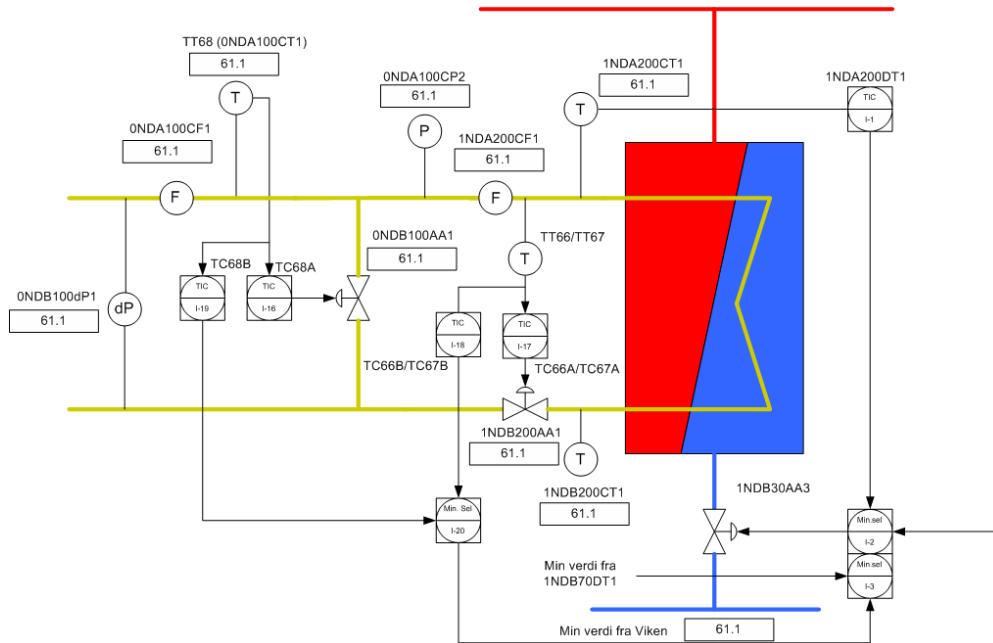 TT68 (0NDA100CT1)
61.1
0NDA100CP2
61.1
1NDA200CT1
61.1
1NDA200DT1
TIC
I-1
T
T
0NDA100CF1
61.1
P
1NDA200CF1
61.1
F
F
TT66/TT67
T
0NDB100AA1
61.1
TC68B
TC68A
TIC
I-19
TIC
I-16
0NDB100dP1
61.1
dP
TIC
I-18
TIC
I-17
TC66B/TC67B
TC66A/TC67A
1NDB200AA1
61.1
T
1NDB200CT1
61.1
1NDB30AA3
Min. Sel
I-20
Min.sel
I-2
Min.sel
I-3
Min verdi fra
1NDB70DT1
Min verdi fra Viken
61.1